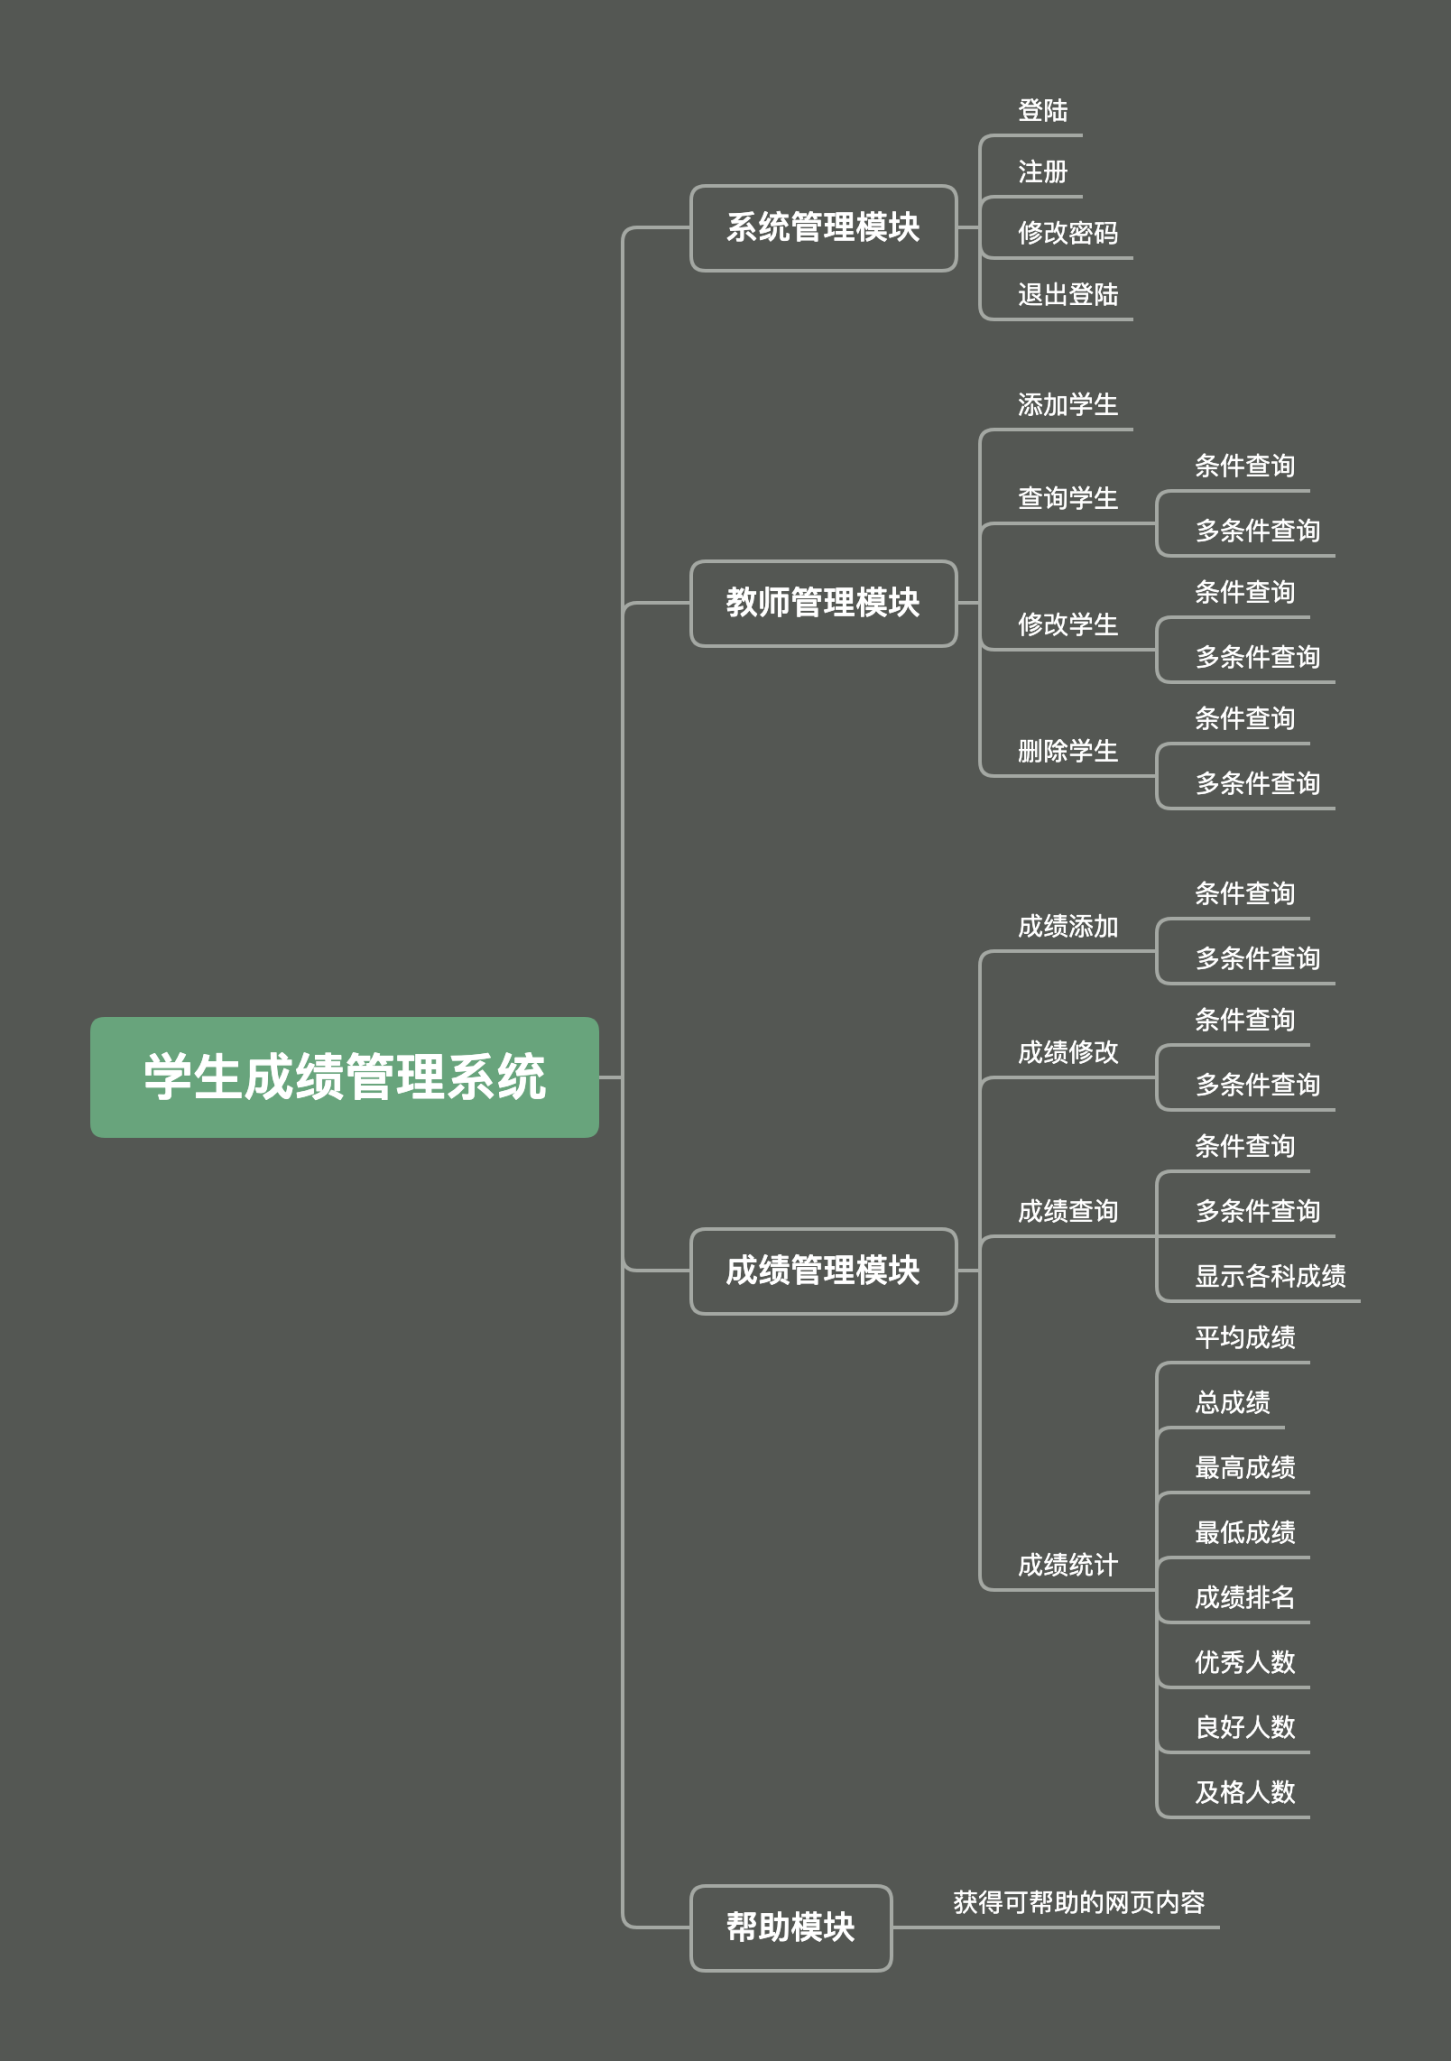 学生成绩管理系统
系统管理模块
登陆
注册
修改密码
退出登陆
教师管理模块
添加学生
查询学生
条件查询
多条件查询
修改学生
条件查询
多条件查询
删除学生
条件查询
多条件查询
成绩管理模块
成绩添加
条件查询
多条件查询
成绩修改
条件查询
多条件查询
成绩查询
条件查询
多条件查询
显示各科成绩
成绩统计
平均成绩
总成绩
最高成绩
最低成绩
成绩排名
优秀人数
良好人数
及格人数
帮助模块
获得可帮助的网页内容